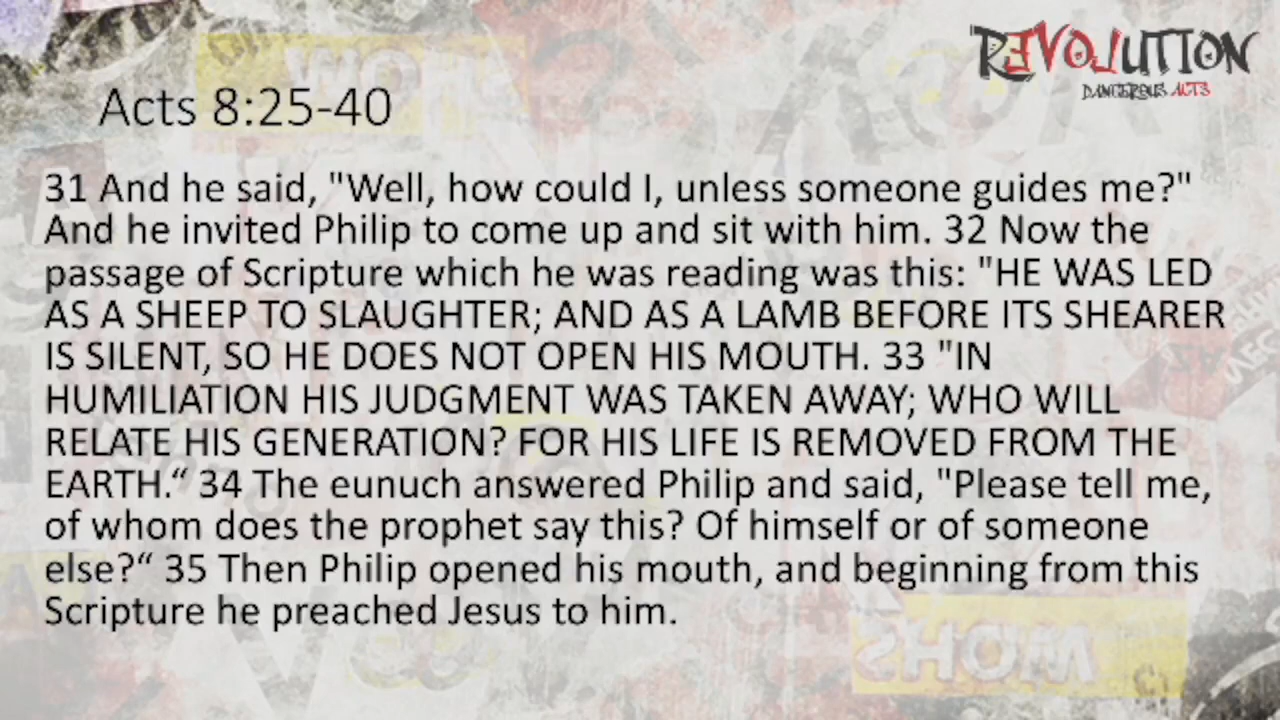 REVOLUTION
DANGEROUS ACTS
Acts 8:25-40
31 And he said, "Well, how could I, unless someone guides me?"
And he invited Philip to come up and sit with him. 32 Now the
passage of Scripture which he was reading was this: "HE WAS LED
AS A SHEEP TO SLAUGHTER; AND AS A LAMB BEFORE ITS SHEARER
IS SILENT, SO HE DOES NOT OPEN HIS MOUTH. 33 "IN
HUMILIATION HIS JUDGMENT WAS TAKEN AWAY; WHO WILL
RELATE HIS GENERATION? FOR HIS LIFE IS REMOVED FROM THE
EARTH.“ 34 The eunuch answered Philip and said, "Please tell me,
of whom does the prophet say this? Of himself or of someone
else?“ 35 Then Philip opened his mouth, and beginning from this
Scripture he preached Jesus to him.
SHOW